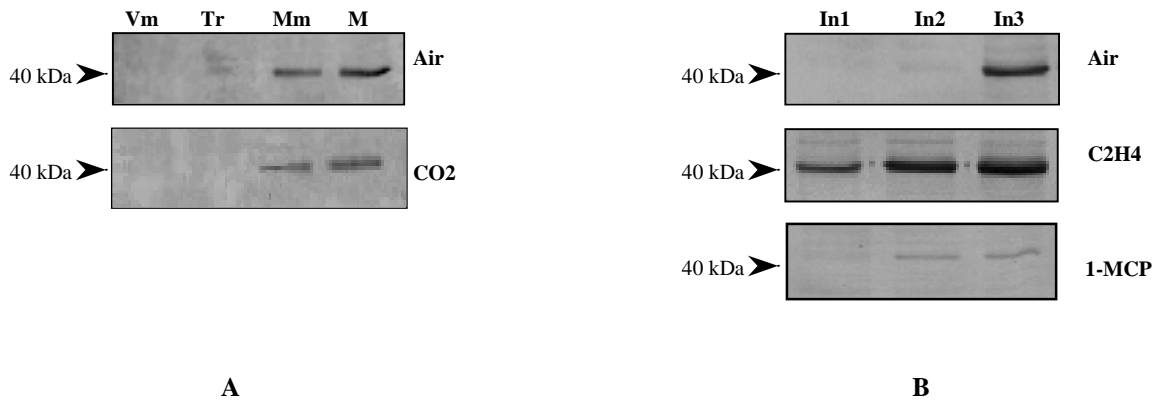 Vm Tr Mm M
40 kDa Air
40 kDa CO2
A
In1 In2 In3
40 kDa Air
40 kDa C2H4
40 kDa 1-MCP
B